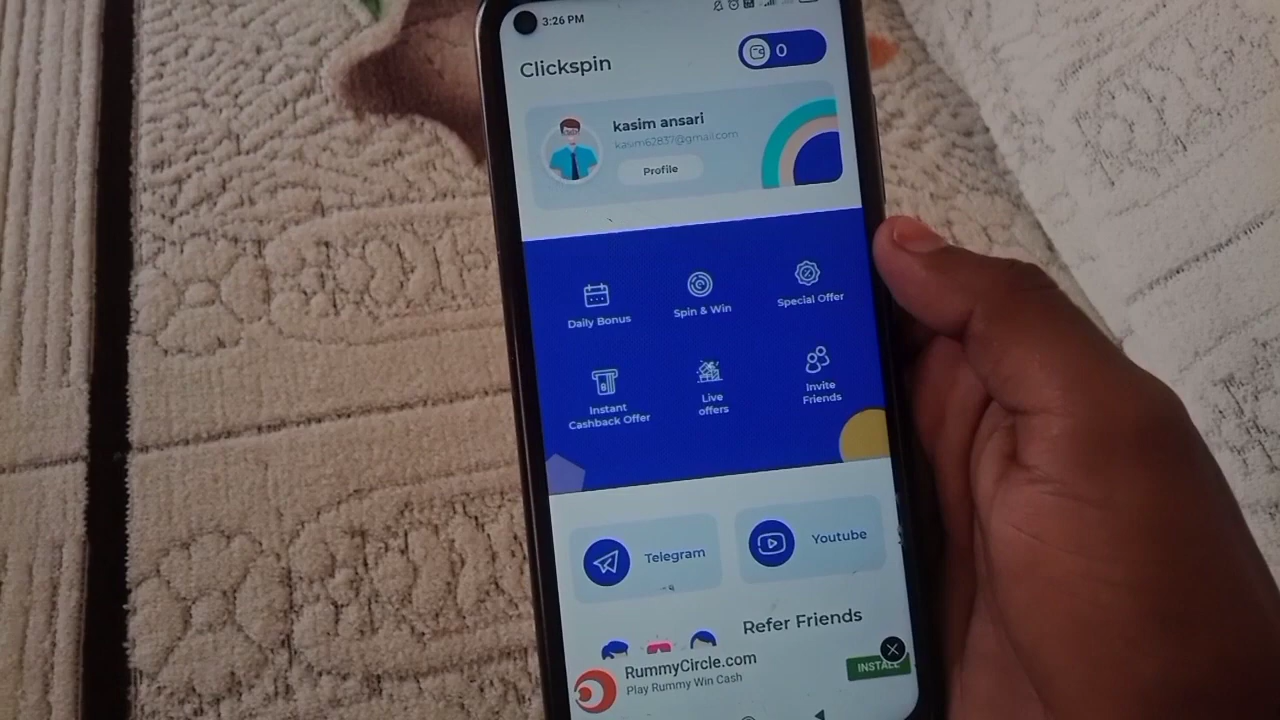 3:26 PM
Clickspin
0
kasim ansari
kasim62837@gmail.com
Profile
Daily Bonus
Spin & Win
Special Offer
Instant
Cashback Offer
Live
offers
Invite
Friends
Telegram
Youtube
Refer Friends
RummyCircle.com
Play Rummy Win Cash
INSTALL